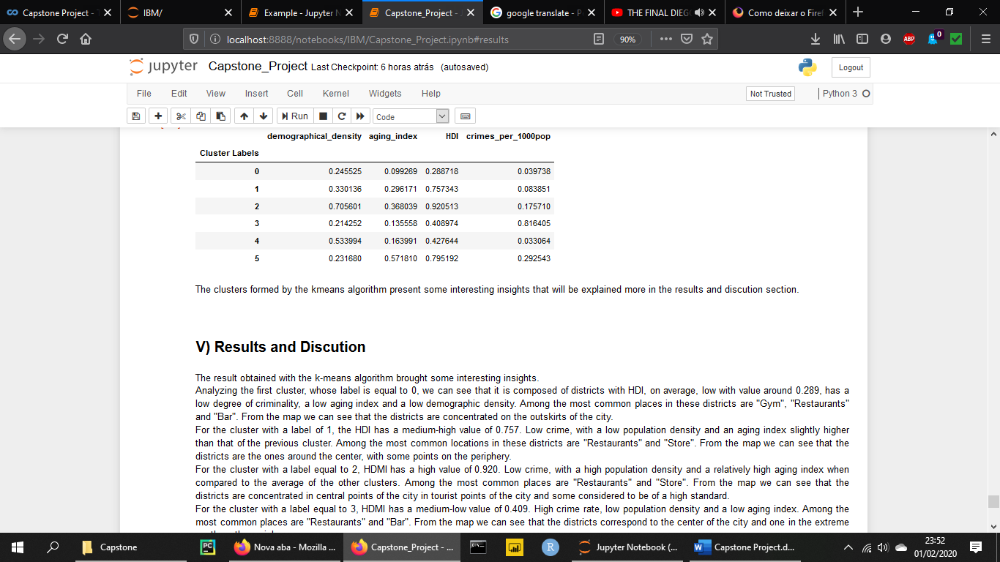 Capstone Project - T
IBM/
Example - Jupyter N
Capstone_Project - J
google translate - P
THE FINAL DIEG
Como deixar o Firef
localhost:8888/notebooks/IBM/Capstone_Project.ipynb#results
90%
ABP
0
jupyter Capstone_Project Last Checkpoint: 6 horas atrás (autosaved)
Logout
File Edit View Insert Cell Kernel Widgets Help
Not Trusted
Python 3
Run
Code
demographical_density aging_index HDI crimes_per_1000pop
Cluster Labels
0 0.245525 0.099269 0.288718 0.039738
1 0.330136 0.296171 0.757343 0.083851
2 0.705601 0.368039 0.920513 0.175710
3 0.214252 0.135558 0.408974 0.816405
4 0.533994 0.163991 0.427644 0.033064
5 0.231680 0.571810 0.795192 0.292543
The clusters formed by the kmeans algorithm present some interesting insights that will be explained more in the results and discution section.
V) Results and Discution
The result obtained with the k-means algorithm brought some interesting insights.
Analyzing the first cluster, whose label is equal to 0, we can see that it is composed of districts with HDI, on average, low with value around 0.289, has a
low degree of criminality, a low aging index and a low demographic density. Among the most common places in these districts are "Gym", "Restaurants"
and "Bar". From the map we can see that the districts are concentrated on the outskirts of the city.
For the cluster with a label of 1, the HDI has a medium-high value of 0.757. Low crime, with a low population density and an aging index slightly higher
than that of the previous cluster. Among the most common locations in these districts are "Restaurants" and "Store". From the map we can see that the
districts are the ones around the center, with some points on the periphery.
For the cluster with a label equal to 2, HDMI has a high value of 0.920. Low crime, with a high population density and a relatively high aging index when
compared to the average of the other clusters. Among the most common places are "Restaurants" and "Store". From the map we can see that the
districts are concentrated in central points of the city in tourist points of the city and some considered to be of a high standard.
For the cluster with a label equal to 3, HDMI has a medium-low value of 0.409. High crime rate, low population density and a low aging index. Among the
most common places are "Restaurants" and "Bar". From the map we can see that the districts correspond to the center of the city and one in the extreme
Capstone
PC
Nova aba - Mozilla ...
Capstone_Project - ...
R
Jupyter Notebook (...
Capstone Project.d...
23:52
01/02/2020